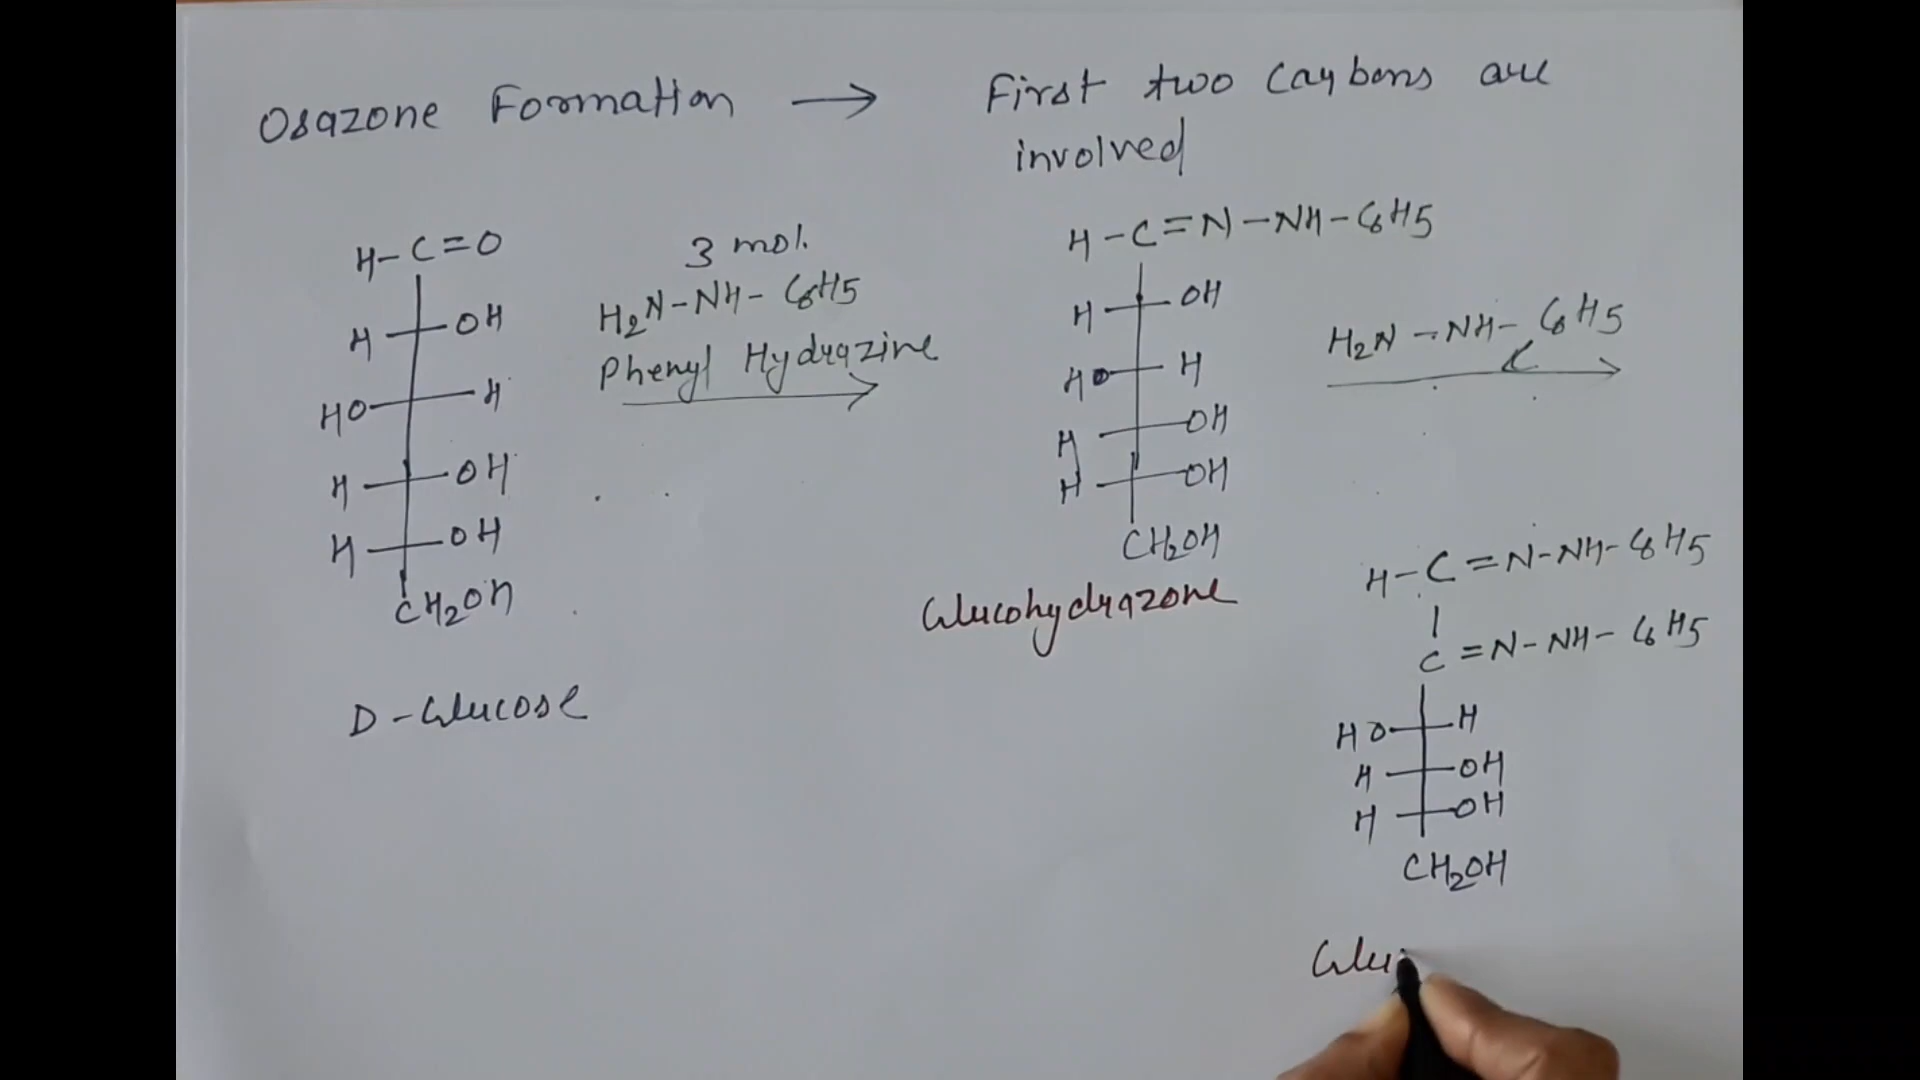 Osazone Formation → First two Carbons are
involved
H-C=O
H OH
HO H
H OH
H OH
CH2OH
D-Glucose
3 mol.
H2N-NH-C6H5
Phenyl Hydrazine
H-C=N-NH-C6H5
H OH
HO H
H OH
H OH
CH2OH
Glucohydrazone
H2N-NH-C6H5
H-C=N-NH-C6H5
C=N-NH-C6H5
HO H
H OH
H OH
CH2OH
Glu